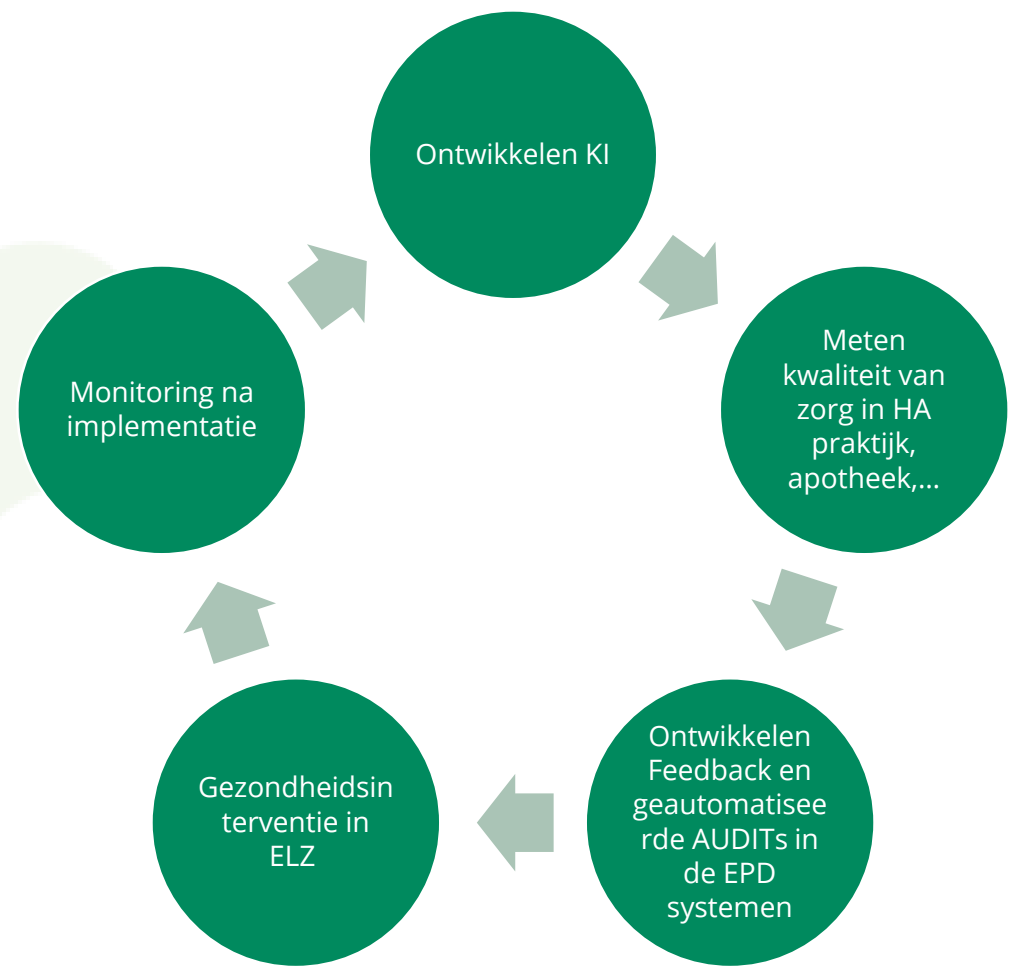 Ontwikkelen KI
Meten
kwaliteit van
zorg in HA
praktijk,
apotheek,...
Ontwikkelen
Feedback en
geautomatisee
rde AUDITs in
de EPD
systemen
Gezondheidsin
terventie in
ELZ
Monitoring na
implementatie